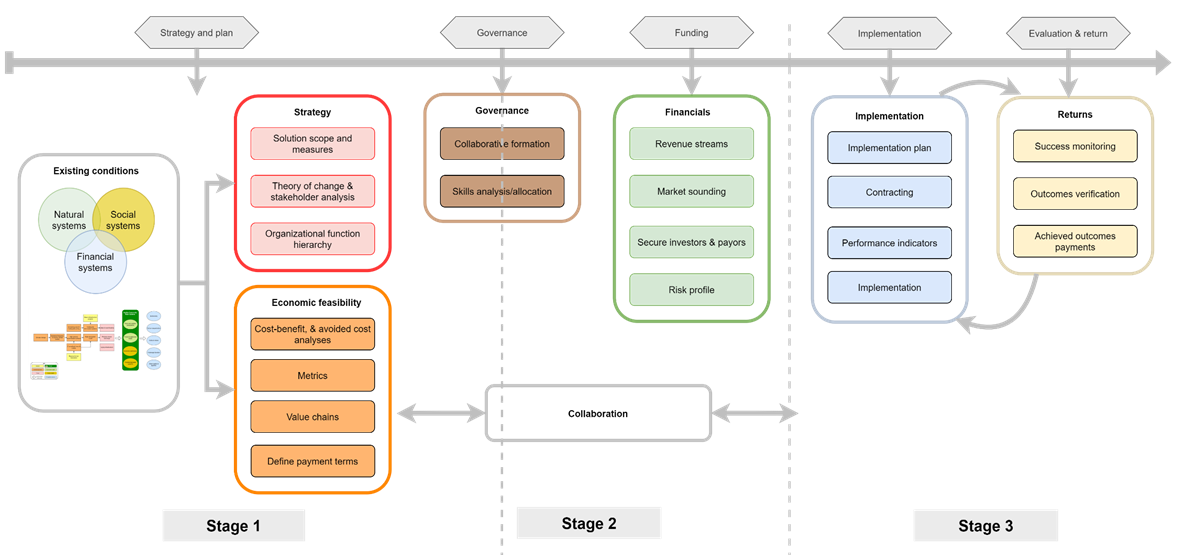 Strategy and plan
Governance
Funding
Implementation
Evaluation & return
Existing conditions
Natural
systems
Social
systems
Financial
systems
Strategy
Solution scope and
measures
Theory of change &
stakeholder analysis
Organizational function
hierarchy
Economic feasibility
Cost-benefit, & avoided cost
analyses
Metrics
Value chains
Define payment terms
Governance
Collaborative formation
Skills analysis/allocation
Financials
Revenue streams
Market sounding
Secure investors & payors
Risk profile
Collaboration
Implementation
Implementation plan
Contracting
Performance indicators
Implementation
Returns
Success monitoring
Outcomes verification
Achieved outcomes
payments
Stage 1
Stage 2
Stage 3